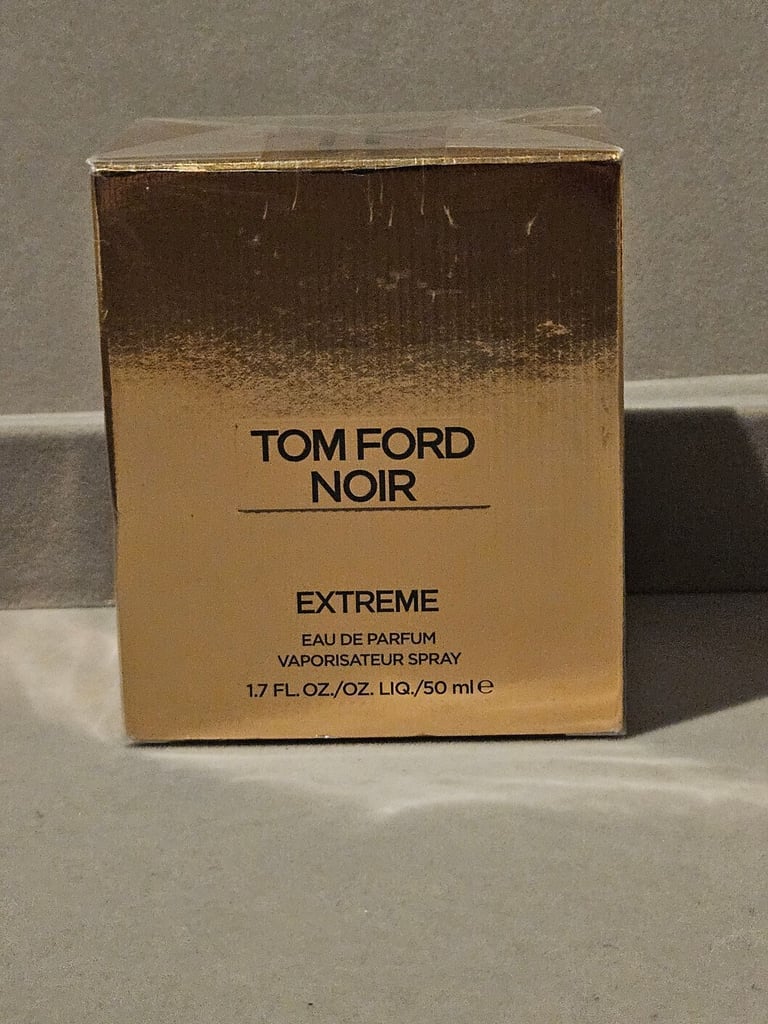 TOM FORD
NOIR
EXTREME
EAU DE PARFUM
VAPORISATEUR SPRAY
1.7 FL. OZ./OZ. LIQ./50 ml ℮